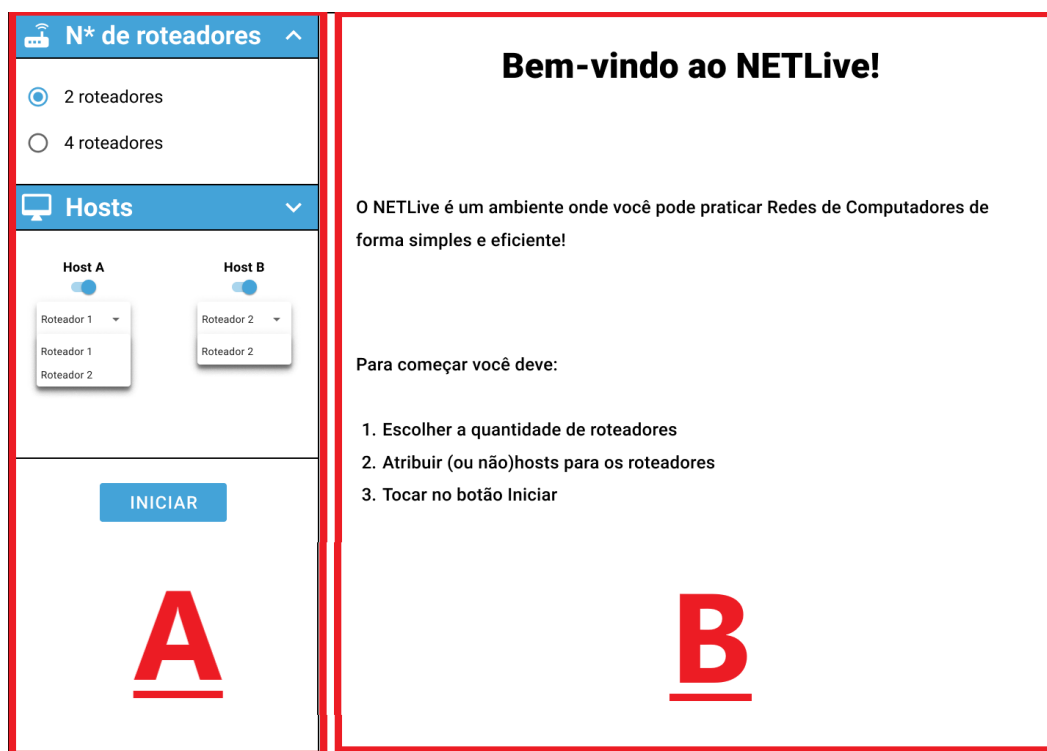 N* de roteadores
2 roteadores
4 roteadores
Hosts
Host A
Host B
Roteador 1
Roteador 2
Roteador 1
Roteador 2
Roteador 2
INICIAR
A
Bem-vindo ao NETLive!
O NETLive é um ambiente onde você pode praticar Redes de Computadores de
forma simples e eficiente!
Para começar você deve:
1. Escolher a quantidade de roteadores
2. Atribuir (ou não)hosts para os roteadores
3. Tocar no botão Iniciar
B